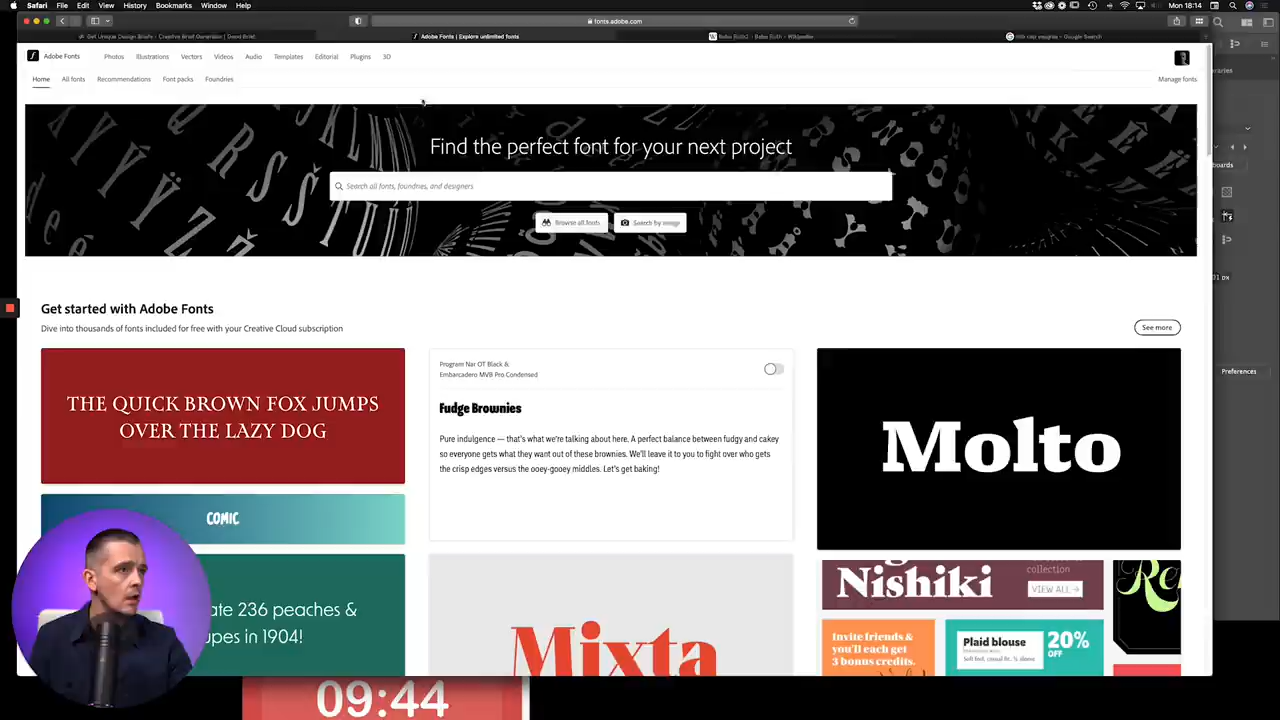 Safari File Edit View History Bookmarks Window Help
Mon 18:14
fonts.adobe.com
Adobe Fonts | Explore unlimited fonts
Adobe Fonts Photos Illustrations Vectors Videos Audio Templates Editorial Plugins 3D
Home All fonts Recommendations Font packs Foundries Manage fonts
Find the perfect font for your next project
Search all fonts, foundries, and designers
Browse all fonts Search by image
Get started with Adobe Fonts
Dive into thousands of fonts included for free with your Creative Cloud subscription
See more
THE QUICK BROWN FOX JUMPS
OVER THE LAZY DOG
COMIC
ate 236 peaches &
upes in 1904!
Program Nar OT Black &
Embarcadero MVB Pro Condensed
Fudge Brownies
Pure indulgence — that's what we're talking about here. A perfect balance between fudgy and cakey
so everyone gets what they want out of these brownies. We'll leave it to you to fight over who gets
the crisp edges versus the ooey-gooey middles. Let's get baking!
Mixta
Molto
collection
Nishiki
VIEW ALL →
Invite friends &
you'll each get
3 bonus credits.
Plaid blouse
20%
OFF
Preferences
09:44